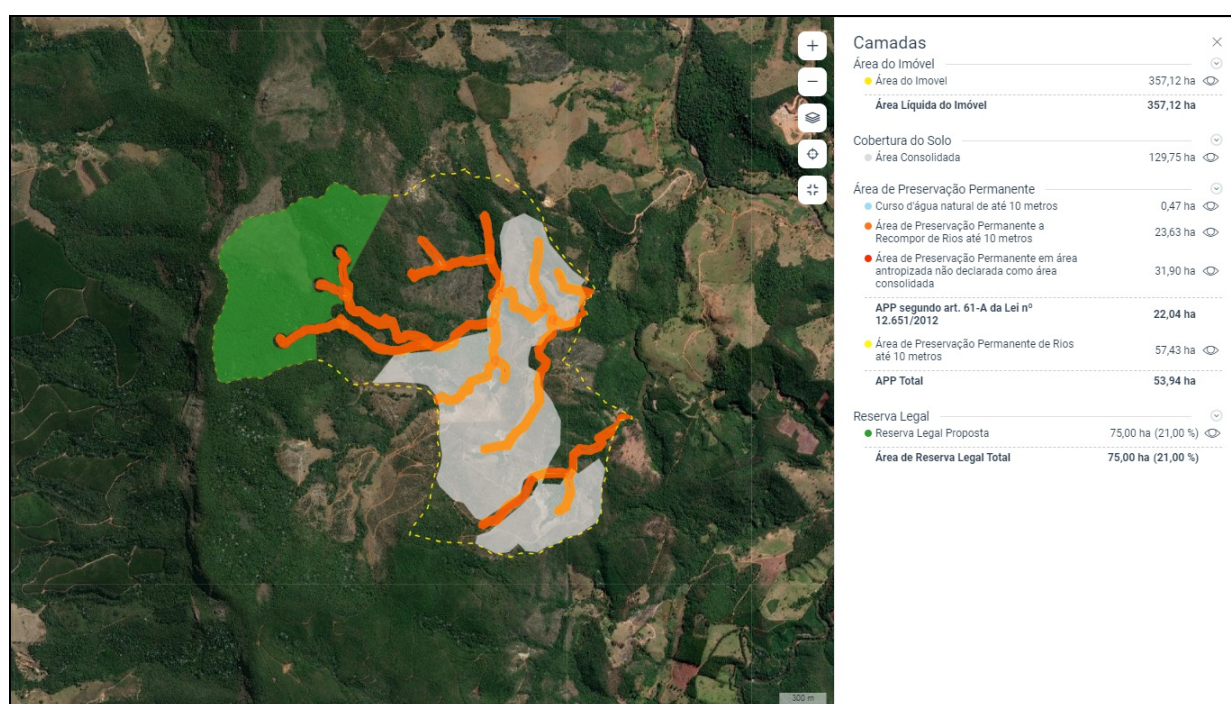 Camadas
Área do Imóvel
Área do Imovel 357,12 ha
Área Líquida do Imóvel 357,12 ha
Cobertura do Solo
Área Consolidada 129,75 ha
Área de Preservação Permanente
Curso d'água natural de até 10 metros 0,47 ha
Área de Preservação Permanente a
Recompor de Rios até 10 metros 23,63 ha
Área de Preservação Permanente em área
antropizada não declarada como área 31,90 ha
consolidada
APP segundo art. 61-A da Lei nº
12.651/2012 22,04 ha
Área de Preservação Permanente de Rios
até 10 metros 57,43 ha
APP Total 53,94 ha
Reserva Legal
Reserva Legal Proposta 75,00 ha (21,00 %)
Área de Reserva Legal Total 75,00 ha (21,00 %)
300 m